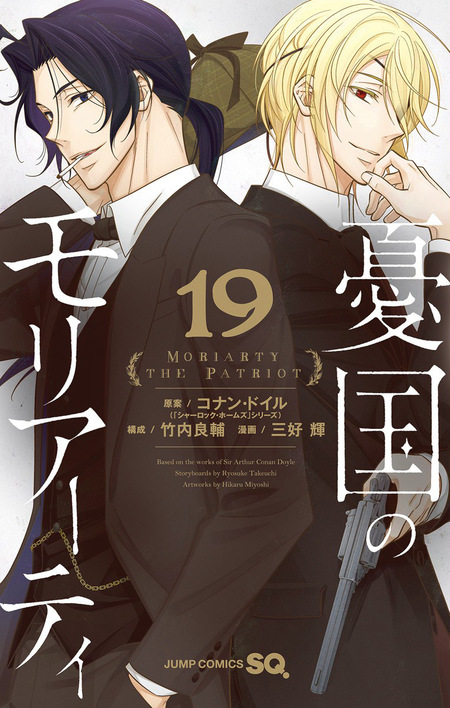 憂国の
モリアーティ
19
MORIARTY
THE PATRIOT
原案/コナン・ドイル
(「シャーロック・ホームズ」シリーズ)
構成/竹内良輔 漫画/三好 輝
Based on the works of Sir Arthur Conan Doyle
Storyboards by Ryosuke Takeuchi
Artworks by Hikaru Miyoshi
JUMP COMICS SQ.